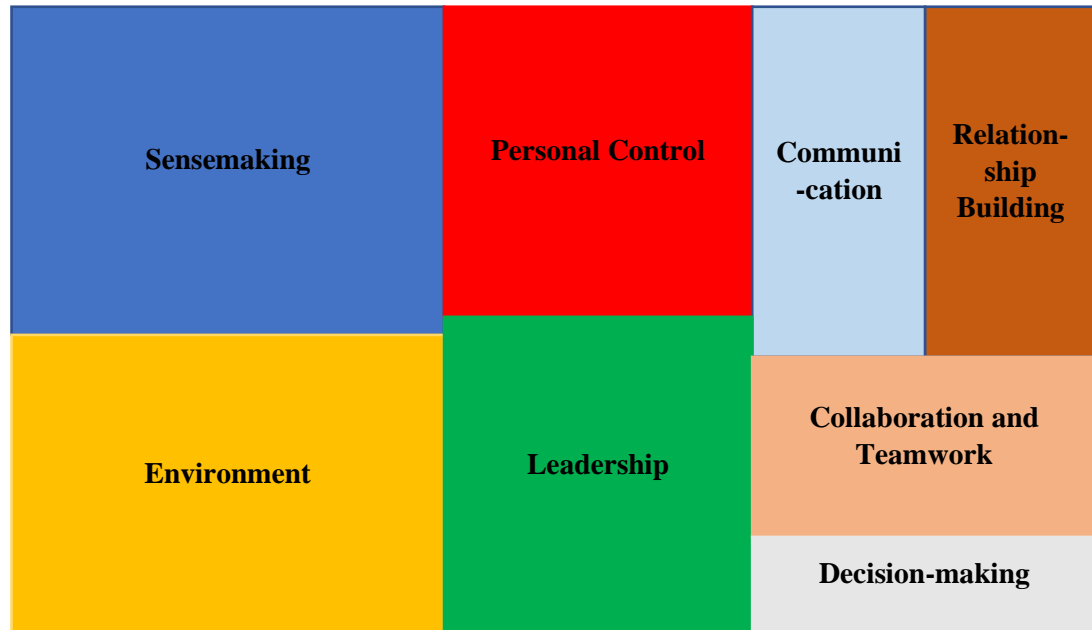 Sensemaking
Personal Control
Communi
-cation
Relation-
ship
Building
Environment
Leadership
Collaboration and
Teamwork
Decision-making